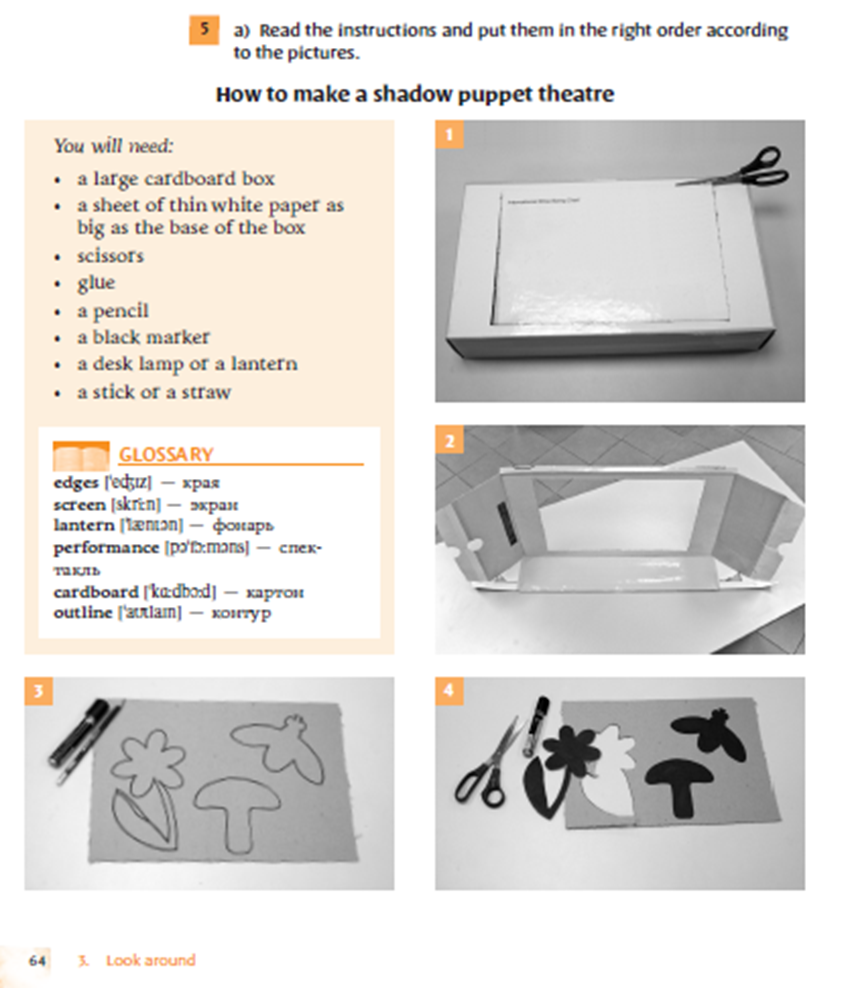 5 a) Read the instructions and put them in the right order according
to the pictures.
How to make a shadow puppet theatre
You will need:
• a large cardboard box
• a sheet of thin white paper as
big as the base of the box
• scissors
• glue
• a pencil
• a black marker
• a desk lamp or a lantern
• a stick or a straw
GLOSSARY
edges [ˈedʒɪz] — края
screen [skriːn] — экран
lantern [ˈlæntən] — фонарь
performance [pəˈfɔːməns] — спек-
такль
cardboard [ˈkɑːdbɔːd] — картон
outline [ˈaʊtlaɪn] — контур
1
2
3
4
64 3. Look around